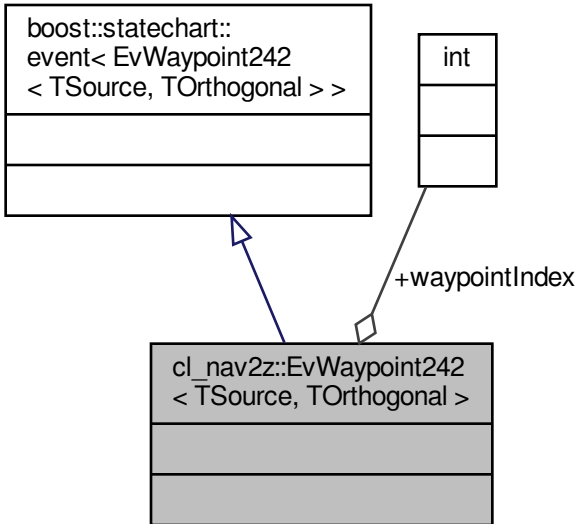 boost::statechart::
event< EvWaypoint242
< TSource, TOrthogonal > >
int
+waypointIndex
cl_nav2z::EvWaypoint242
< TSource, TOrthogonal >